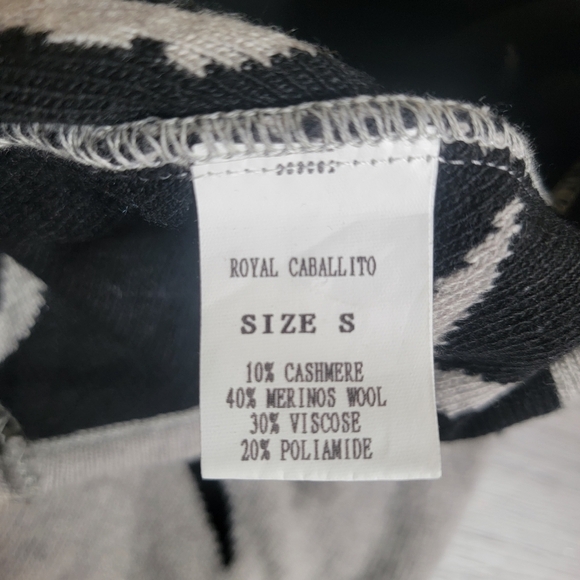 ROYAL CABALLITO
SIZE S
10% CASHMERE
40% MERINOS WOOL
30% VISCOSE
20% POLIAMIDE